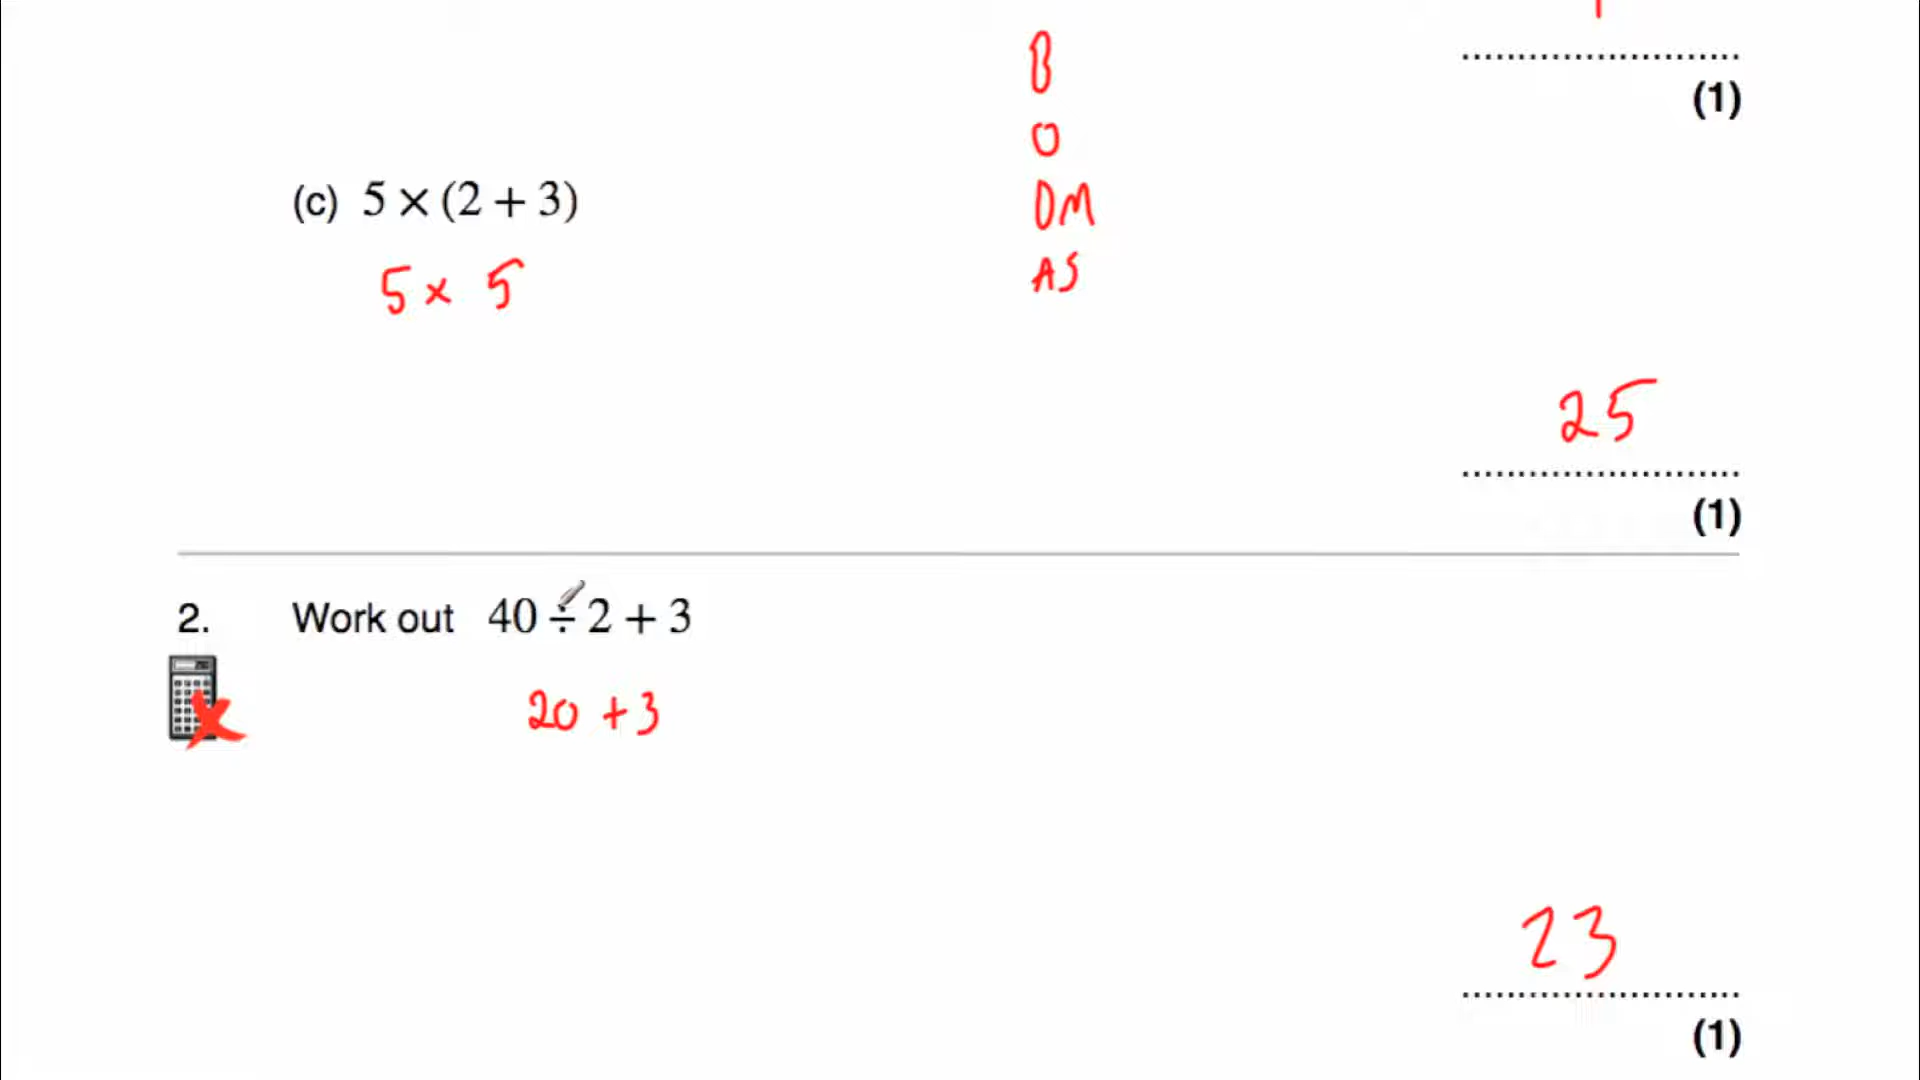 B
(1)
O
(c) 5 × (2 + 3)
DM
5 × 5
AS
25
(1)
2. Work out 40 ÷ 2 + 3
20 + 3
23
(1)